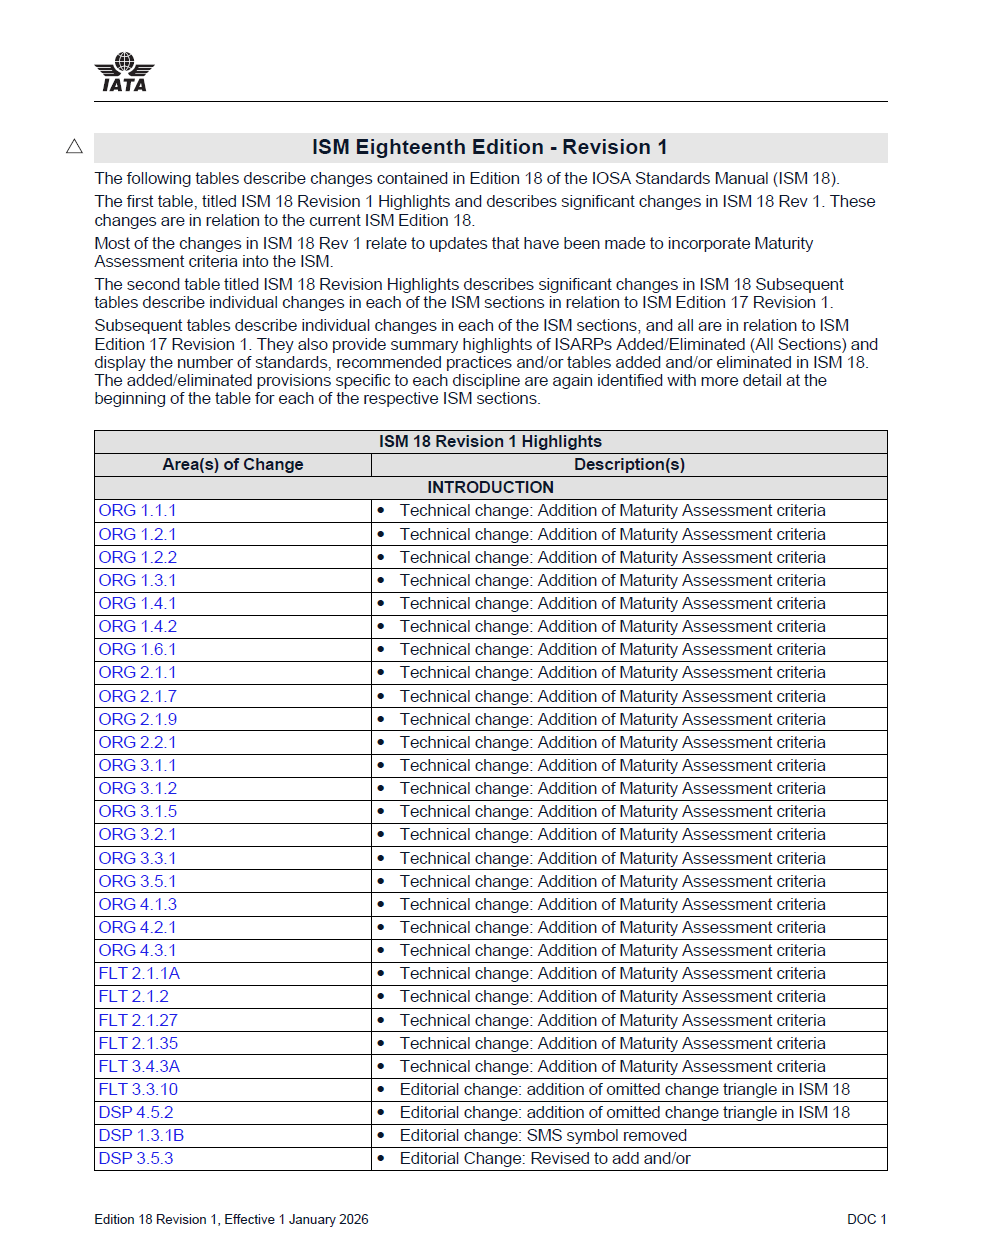 IATA
△ ISM Eighteenth Edition - Revision 1
The following tables describe changes contained in Edition 18 of the IOSA Standards Manual (ISM 18).
The first table, titled ISM 18 Revision 1 Highlights and describes significant changes in ISM 18 Rev 1. These
changes are in relation to the current ISM Edition 18.
Most of the changes in ISM 18 Rev 1 relate to updates that have been made to incorporate Maturity
Assessment criteria into the ISM.
The second table titled ISM 18 Revision Highlights describes significant changes in ISM 18 Subsequent
tables describe individual changes in each of the ISM sections in relation to ISM Edition 17 Revision 1.
Subsequent tables describe individual changes in each of the ISM sections, and all are in relation to ISM
Edition 17 Revision 1. They also provide summary highlights of ISARPs Added/Eliminated (All Sections) and
display the number of standards, recommended practices and/or tables added and/or eliminated in ISM 18.
The added/eliminated provisions specific to each discipline are again identified with more detail at the
beginning of the table for each of the respective ISM sections.
ISM 18 Revision 1 Highlights
Area(s) of Change Description(s)
INTRODUCTION
ORG 1.1.1 • Technical change: Addition of Maturity Assessment criteria
ORG 1.2.1 • Technical change: Addition of Maturity Assessment criteria
ORG 1.2.2 • Technical change: Addition of Maturity Assessment criteria
ORG 1.3.1 • Technical change: Addition of Maturity Assessment criteria
ORG 1.4.1 • Technical change: Addition of Maturity Assessment criteria
ORG 1.4.2 • Technical change: Addition of Maturity Assessment criteria
ORG 1.6.1 • Technical change: Addition of Maturity Assessment criteria
ORG 2.1.1 • Technical change: Addition of Maturity Assessment criteria
ORG 2.1.7 • Technical change: Addition of Maturity Assessment criteria
ORG 2.1.9 • Technical change: Addition of Maturity Assessment criteria
ORG 2.2.1 • Technical change: Addition of Maturity Assessment criteria
ORG 3.1.1 • Technical change: Addition of Maturity Assessment criteria
ORG 3.1.2 • Technical change: Addition of Maturity Assessment criteria
ORG 3.1.5 • Technical change: Addition of Maturity Assessment criteria
ORG 3.2.1 • Technical change: Addition of Maturity Assessment criteria
ORG 3.3.1 • Technical change: Addition of Maturity Assessment criteria
ORG 3.5.1 • Technical change: Addition of Maturity Assessment criteria
ORG 4.1.3 • Technical change: Addition of Maturity Assessment criteria
ORG 4.2.1 • Technical change: Addition of Maturity Assessment criteria
ORG 4.3.1 • Technical change: Addition of Maturity Assessment criteria
FLT 2.1.1A • Technical change: Addition of Maturity Assessment criteria
FLT 2.1.2 • Technical change: Addition of Maturity Assessment criteria
FLT 2.1.27 • Technical change: Addition of Maturity Assessment criteria
FLT 2.1.35 • Technical change: Addition of Maturity Assessment criteria
FLT 3.4.3A • Technical change: Addition of Maturity Assessment criteria
FLT 3.3.10 • Editorial change: addition of omitted change triangle in ISM 18
DSP 4.5.2 • Editorial change: addition of omitted change triangle in ISM 18
DSP 1.3.1B • Editorial change: SMS symbol removed
DSP 3.5.3 • Editorial Change: Revised to add and/or
Edition 18 Revision 1, Effective 1 January 2026 DOC 1